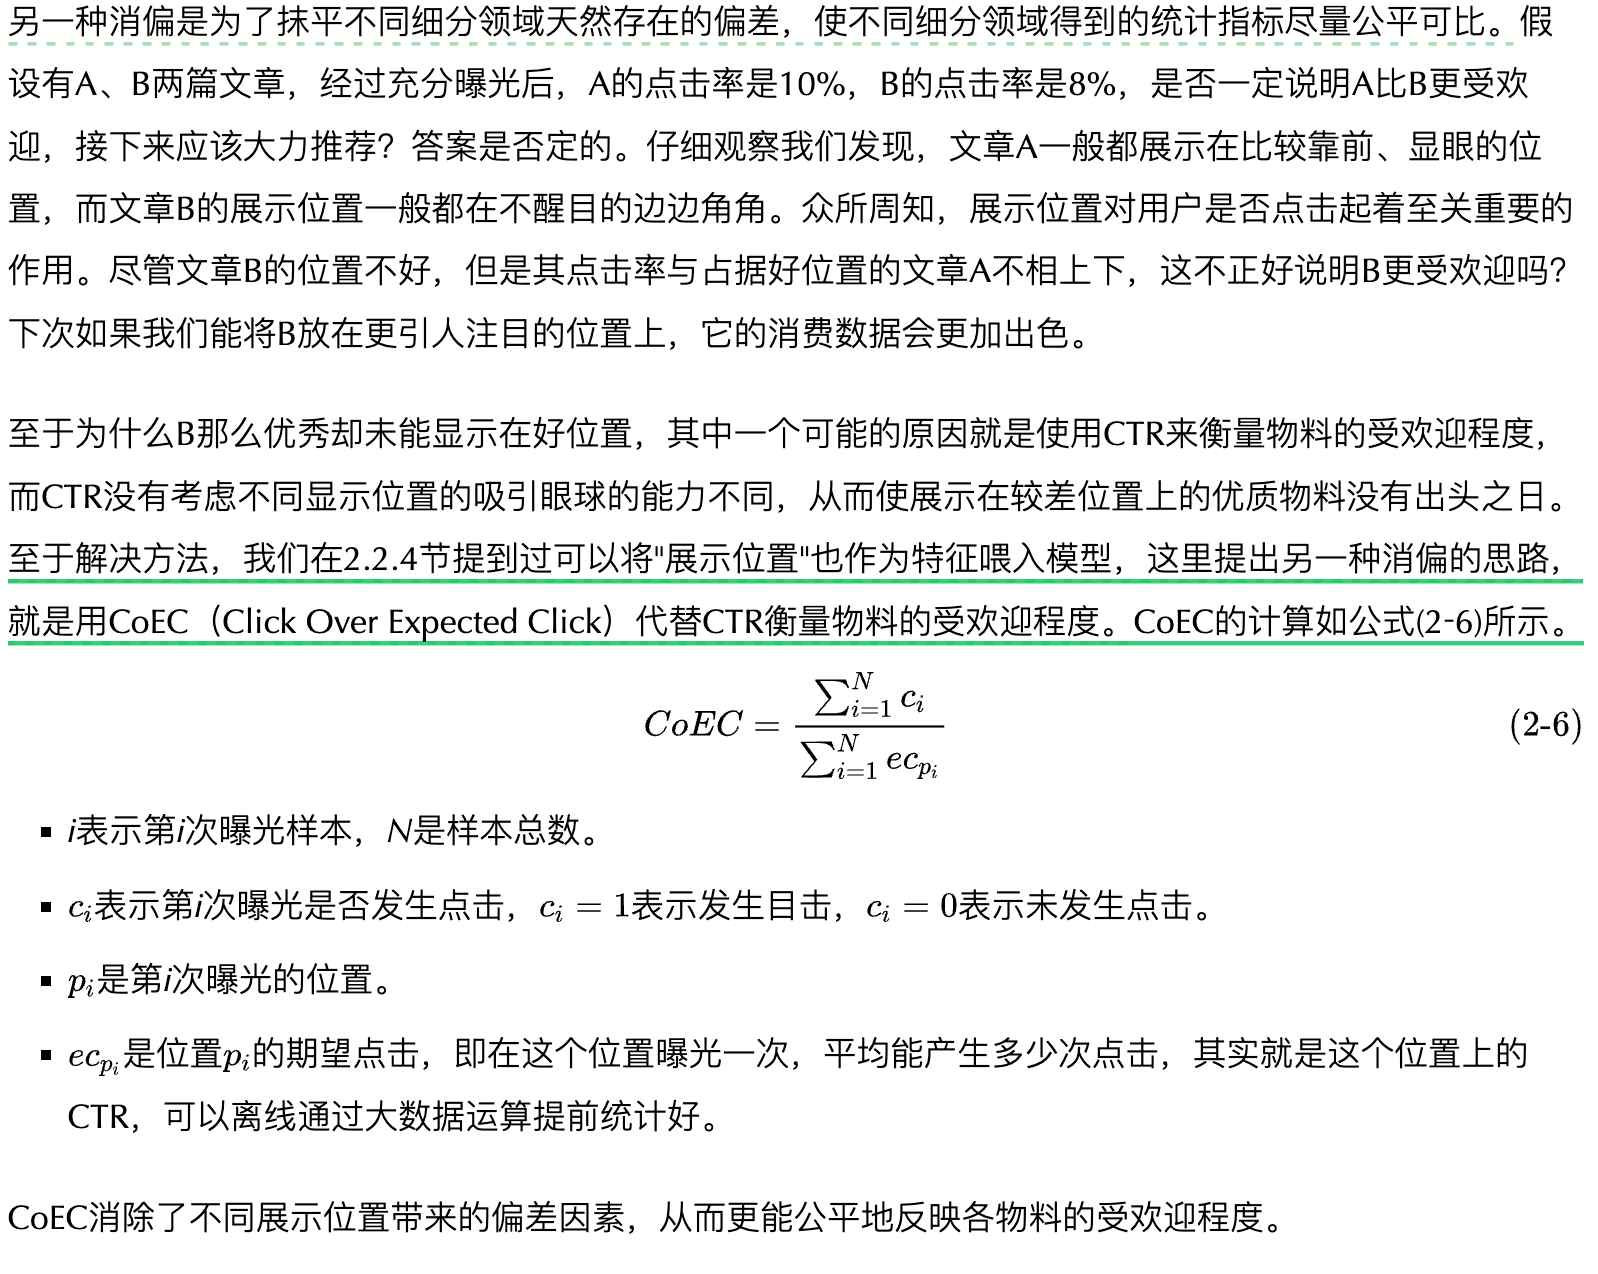 另一种消偏是为了抹平不同细分领域天然存在的偏差，使不同细分领域得到的统计指标尽量公平可比。假
设有A、B两篇文章，经过充分曝光后，A的点击率是10%，B的点击率是8%，是否一定说明A比B更受欢
迎，接下来应该大力推荐？答案是否定的。仔细观察我们发现，文章A一般都展示在比较靠前、显眼的位
置，而文章B的展示位置一般都在不醒目的边边角角。众所周知，展示位置对用户是否点击起着至关重要的
作用。尽管文章B的位置不好，但是其点击率与占据好位置的文章A不相上下，这不正好说明B更受欢迎吗？
下次如果我们能将B放在更引人注目的位置上，它的消费数据会更加出色。
至于为什么B那么优秀却未能显示在好位置，其中一个可能的原因就是使用CTR来衡量物料的受欢迎程度，
而CTR没有考虑不同显示位置的吸引眼球的能力不同，从而使展示在较差位置上的优质物料没有出头之日。
至于解决方法，我们在2.2.4节提到过可以将"展示位置"也作为特征喂入模型，这里提出另一种消偏的思路，
就是用CoEC（Click Over Expected Click）代替CTR衡量物料的受欢迎程度。CoEC的计算如公式(2-6)所示。
$CoEC = \frac{\sum_{i=1}^{N} c_i}{\sum_{i=1}^{N} ec_{p_i}}$ (2-6)
▪ i表示第i次曝光样本，N是样本总数。
▪ $c_i$表示第i次曝光是否发生点击，$c_i = 1$表示发生目击，$c_i = 0$表示未发生点击。
▪ $p_i$是第i次曝光的位置。
▪ $ec_{p_i}$是位置$p_i$的期望点击，即在这个位置曝光一次，平均能产生多少次点击，其实就是这个位置上的
CTR，可以离线通过大数据运算提前统计好。
CoEC消除了不同展示位置带来的偏差因素，从而更能公平地反映各物料的受欢迎程度。